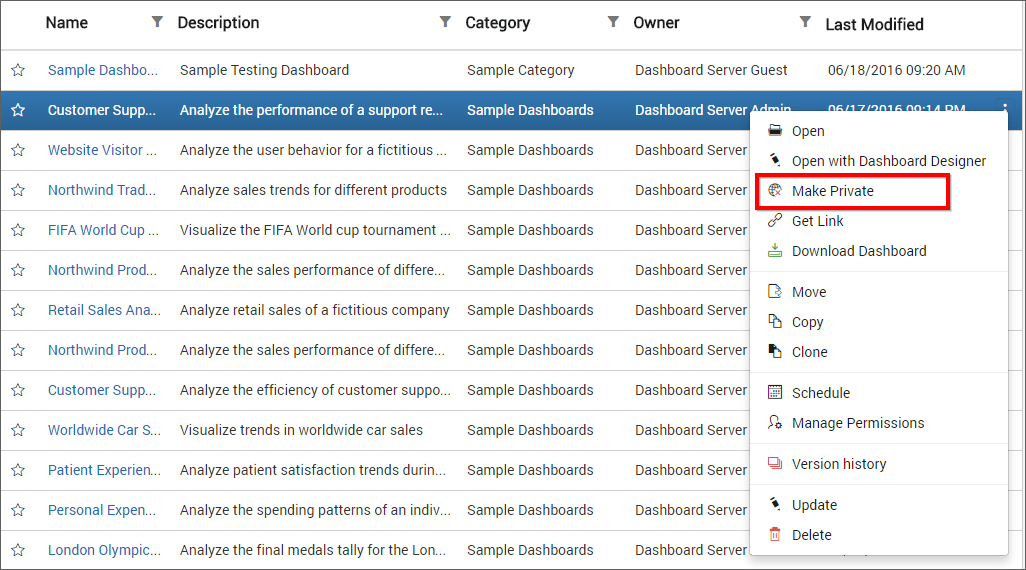 Name Description Category Owner Last Modified
Sample Dashbo... Sample Testing Dashboard Sample Category Dashboard Server Guest 06/18/2016 09:20 AM
Customer Supp... Analyze the performance of a support re... Sample Dashboards Dashboard Server Admin 06/17/2016 09:14 PM
Open
Website Visitor ... Analyze the user behavior for a fictitious ... Sample Dashboards Dashboard Server
Open with Dashboard Designer
Northwind Trad... Analyze sales trends for different products Sample Dashboards Dashboard Server
Make Private
Get Link
FIFA World Cup ... Visualize the FIFA World cup tournament ... Sample Dashboards Dashboard Server
Download Dashboard
Northwind Prod... Analyze the sales performance of differe... Sample Dashboards Dashboard Server
Move
Retail Sales Ana... Analyze retail sales of a fictitious company Sample Dashboards Dashboard Server
Copy
Northwind Prod... Analyze the sales performance of differe... Sample Dashboards Dashboard Server
Clone
Customer Supp... Analyze the efficiency of customer suppo... Sample Dashboards Dashboard Server
Schedule
Manage Permissions
Worldwide Car S... Visualize trends in worldwide car sales Sample Dashboards Dashboard Server
Version history
Patient Experien... Analyze patient satisfaction trends durin... Sample Dashboards Dashboard Server
Update
Personal Expen... Analyze the spending patterns of an indiv... Sample Dashboards Dashboard Server
Delete
London Olympic... Analyze the final medals tally for the Lon... Sample Dashboards Dashboard Server